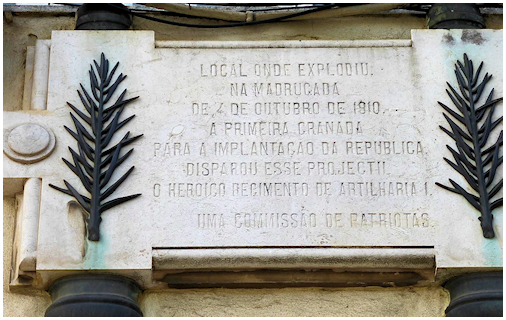 LOCAL ONDE EXPLODIU.
NA MADRUGADA
DE 4 DE OUTUBRO DE 1910.
A PRIMEIRA GRANADA
PARA A IMPLANTAÇÃO DA REPUBLICA
DISPAROU ESSE PROJECTIL
O HEROICO REGIMENTO DE ARTILHARIA I.
UMA COMMISSÃO DE PATRIOTAS.